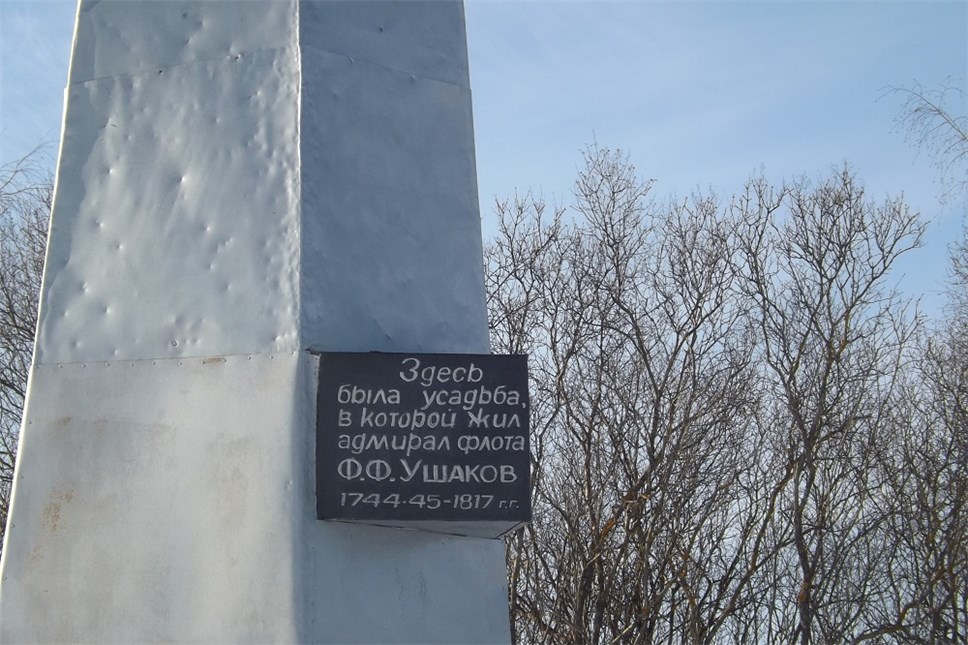 Здесь
была усадьба,
в которой жил
адмирал флота
Ф.Ф.Ушаков
1744·45-1817 г.г.